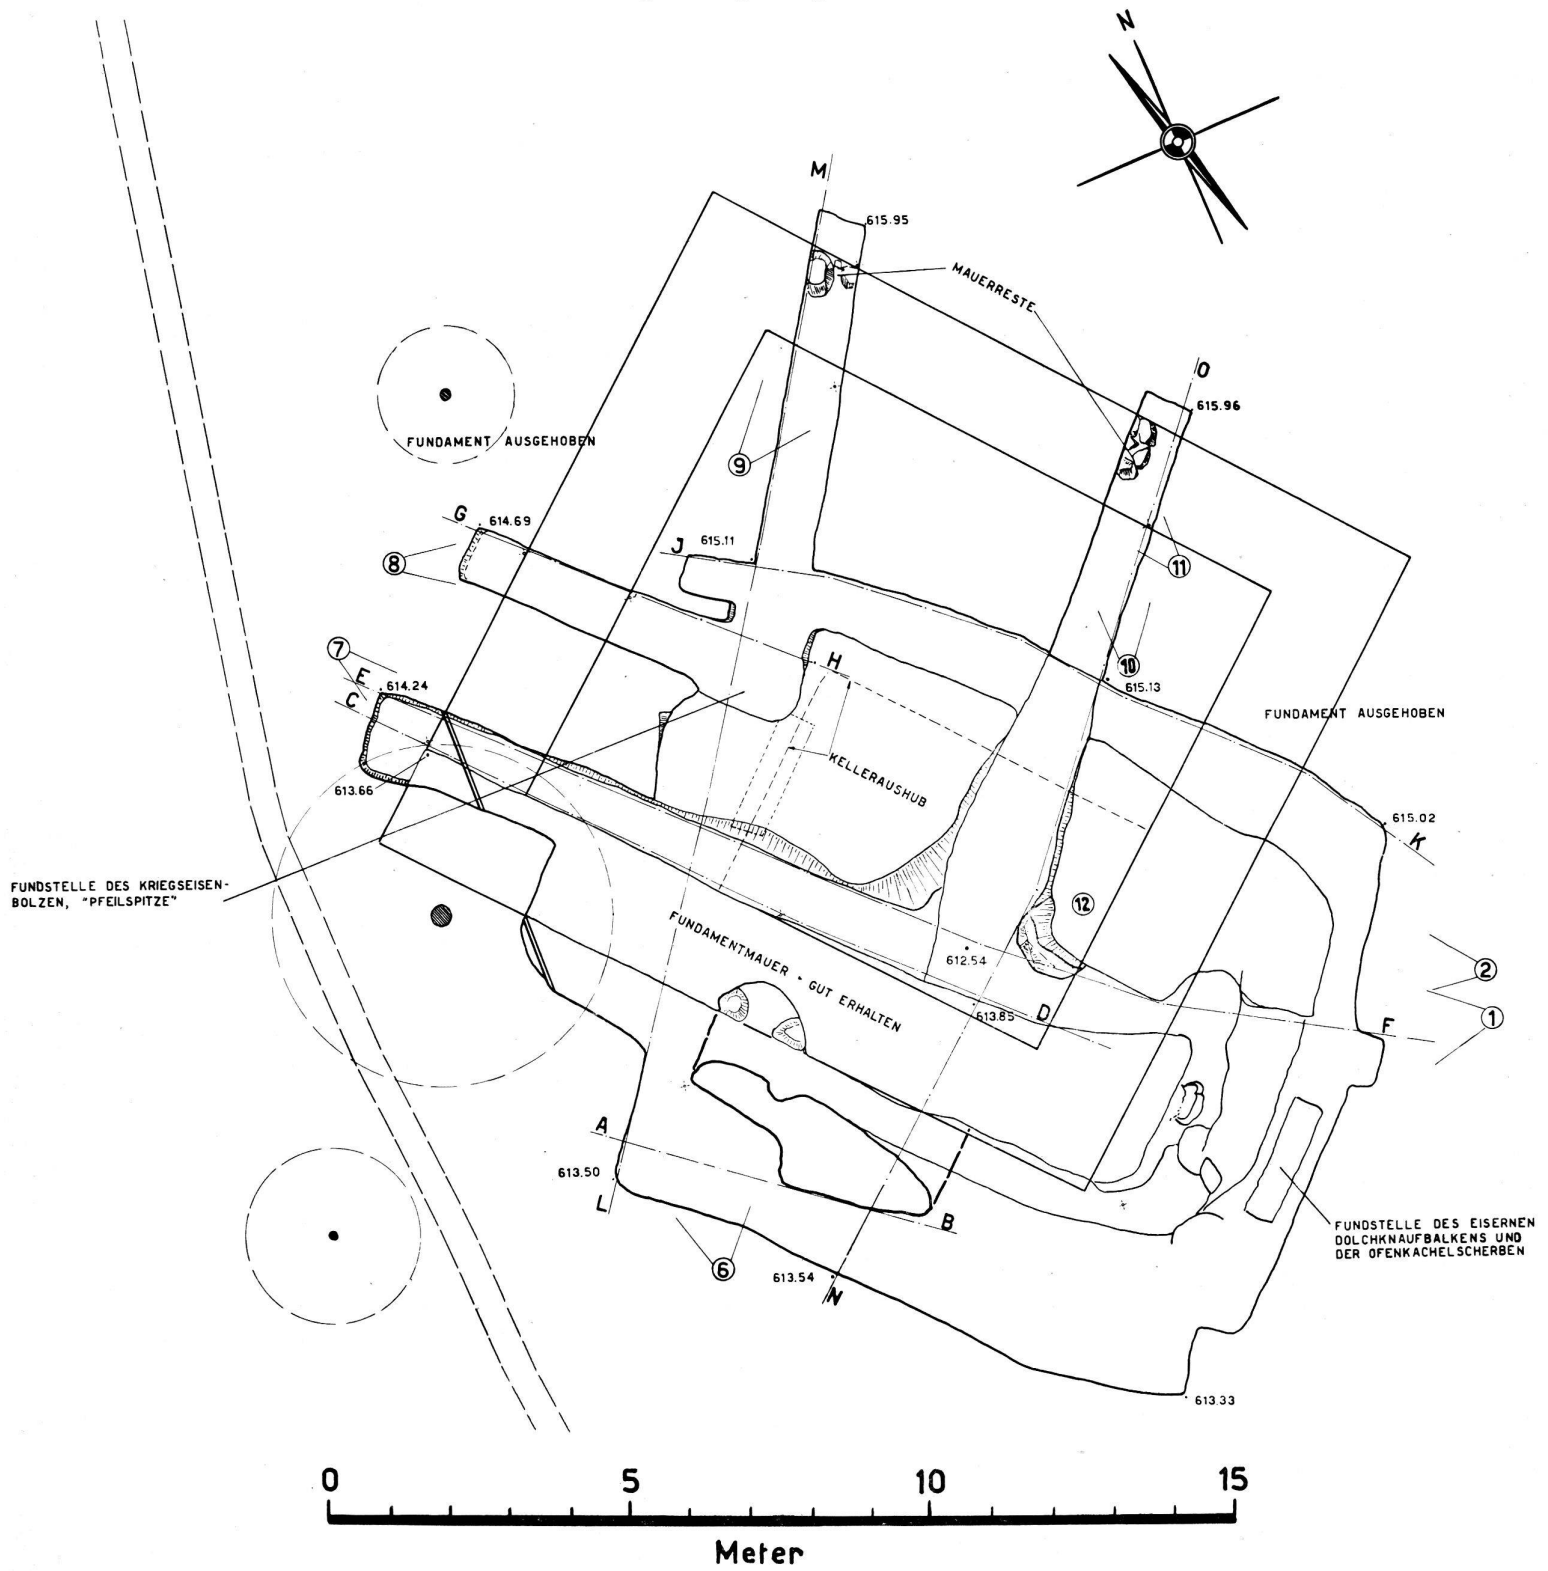 N
M
615.95
MAUERRESTE
O
615.96
FUNDAMENT AUSGEHOBEN
9
G
614.69
J
615.11
8
11
7
E
614.24
C
H
10
615.13
FUNDAMENT AUSGEHOBEN
KELLERAUSHUB
613.66
615.02
K
FUNDSTELLE DES KRIEGSEISEN-
BOLZEN, "PFEILSPITZE"
12
FUNDAMENTMAUER - GUT ERHALTEN
612.54
2
613.85
D
F
1
A
613.50
L
B
6
613.54
N
FUNDSTELLE DES EISERNEN
DOLCHKNAUFBALKENS UND
DER OFENKACHELSCHERBEN
613.33
0
5
10
15
Meter